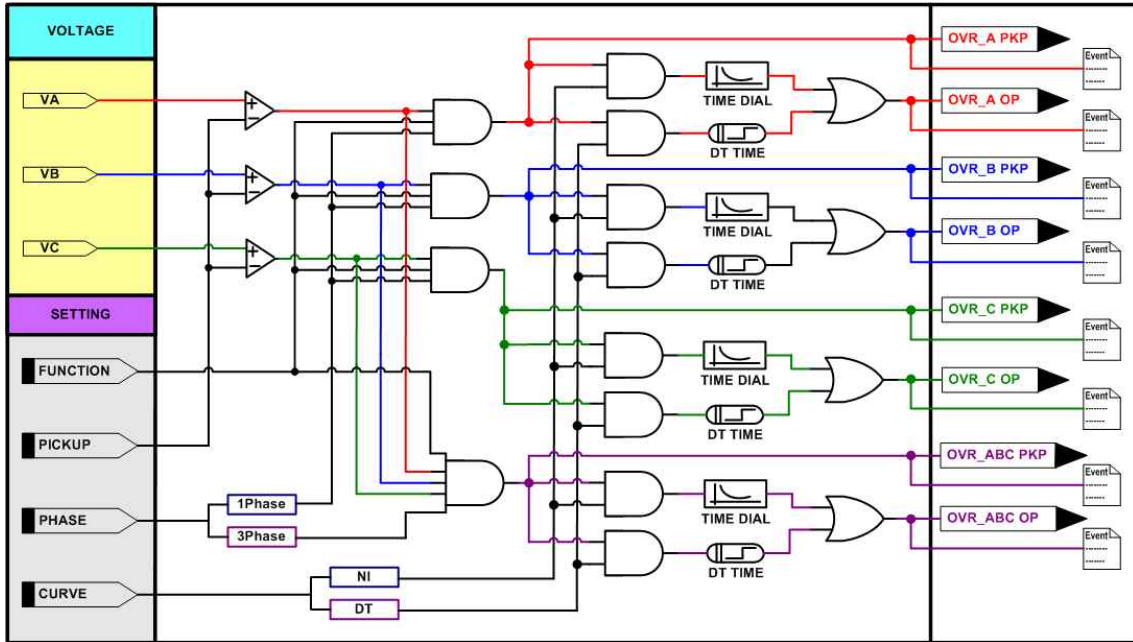 VOLTAGE
VA
VB
VC
SETTING
FUNCTION
PICKUP
PHASE
CURVE
1Phase
3Phase
NI
DT
+
−
+
−
+
−
TIME DIAL
DT TIME
TIME DIAL
DT TIME
TIME DIAL
DT TIME
TIME DIAL
DT TIME
OVR_A PKP
Event
OVR_A OP
Event
OVR_B PKP
Event
OVR_B OP
Event
OVR_C PKP
Event
OVR_C OP
Event
OVR_ABC PKP
Event
OVR_ABC OP
Event